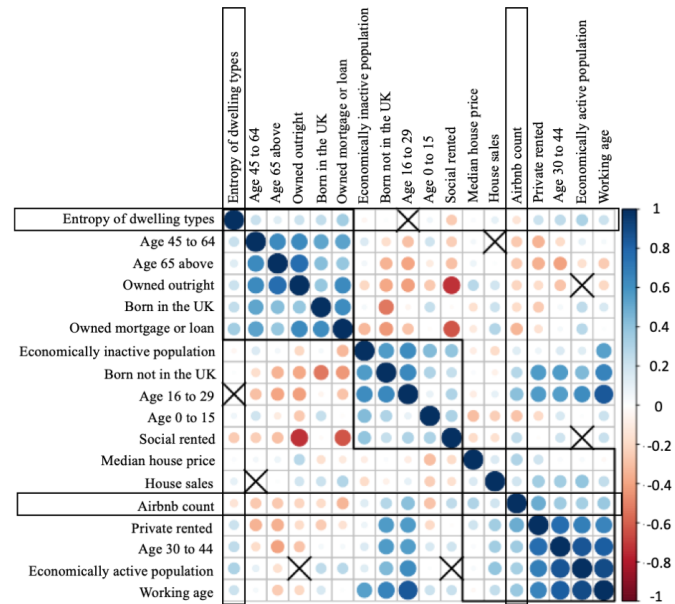 Entropy of dwelling types
Age 45 to 64
Age 65 above
Owned outright
Born in the UK
Owned mortgage or loan
Economically inactive population
Born not in the UK
Age 16 to 29
Age 0 to 15
Social rented
Median house price
House sales
Airbnb count
Private rented
Age 30 to 44
Economically active population
Working age
Entropy of dwelling types
Age 45 to 64
Age 65 above
Owned outright
Born in the UK
Owned mortgage or loan
Economically inactive population
Born not in the UK
Age 16 to 29
Age 0 to 15
Social rented
Median house price
House sales
Airbnb count
Private rented
Age 30 to 44
Economically active population
Working age
1
0.8
0.6
0.4
0.2
0
-0.2
-0.4
-0.6
-0.8
-1